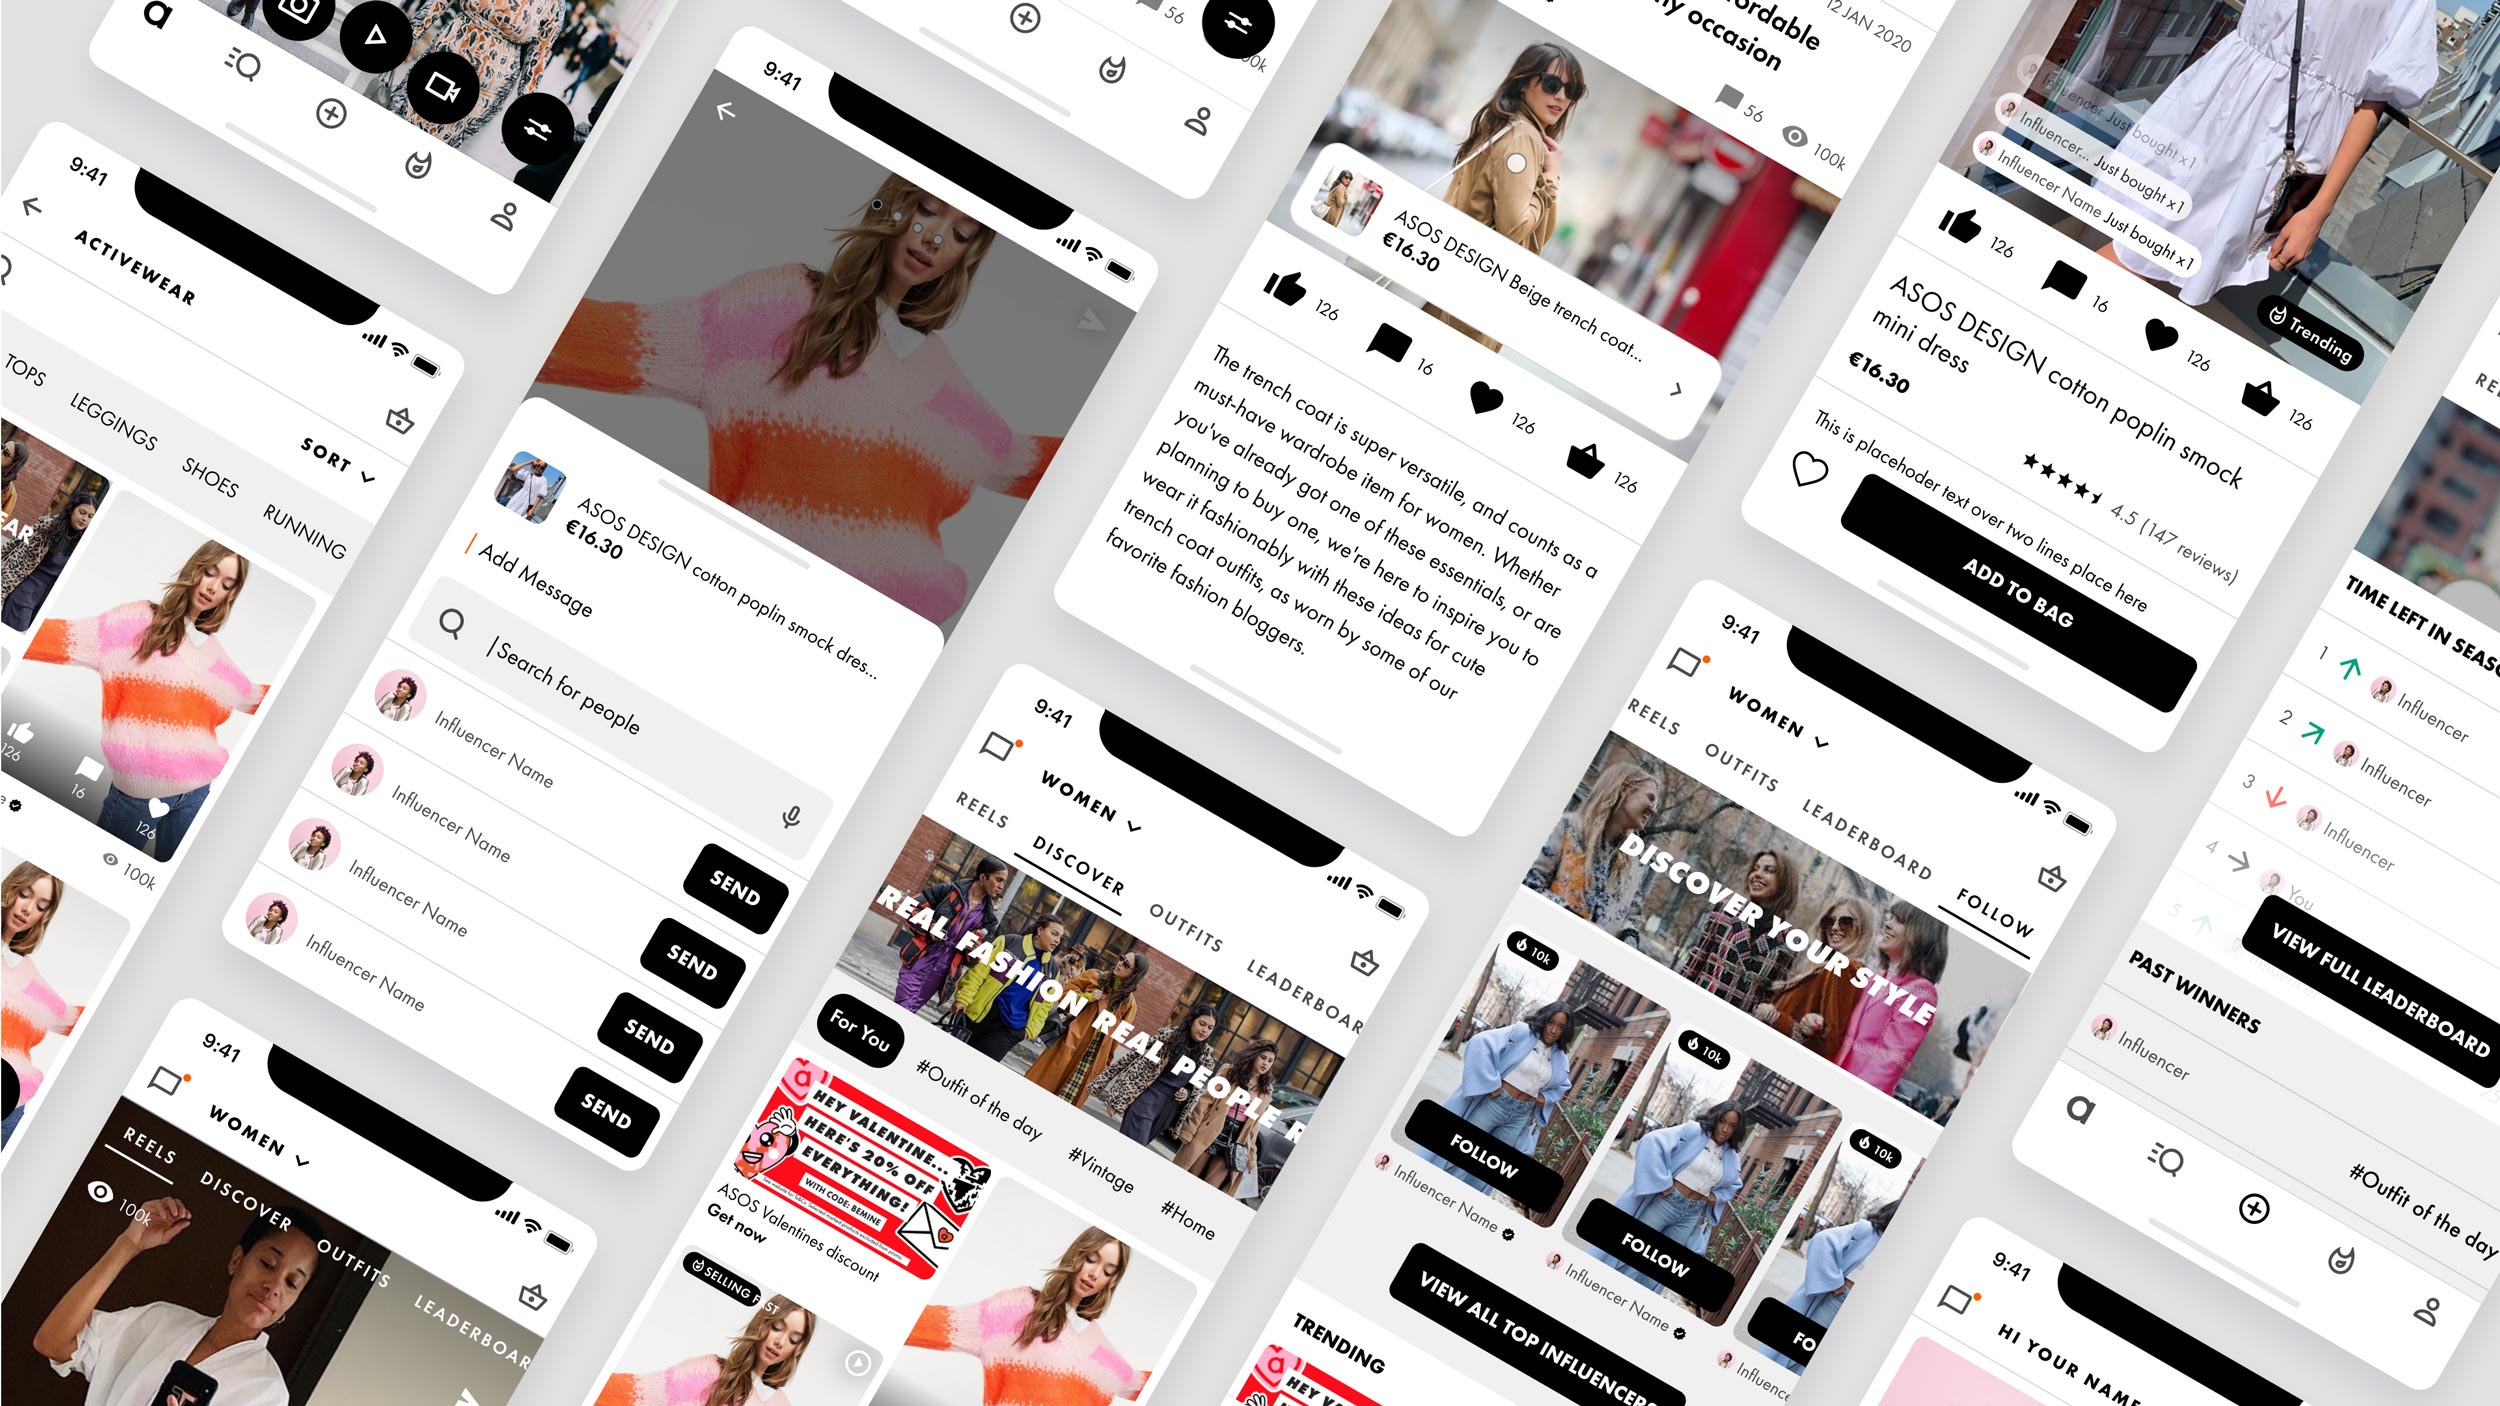 a
9:41
ACTIVEWEAR
SORT
TOPS
LEGGINGS
SHOES
RUNNING
EAR
126
16
126
100k
9:41
ASOS DESIGN cotton poplin smock dres...
€16.30
Add Message
Search for people
Influencer Name
SEND
Influencer Name
SEND
Influencer Name
SEND
Influencer Name
SEND
9:41
WOMEN
REELS
DISCOVER
OUTFITS
LEADERBOAR
100k
56
12 JAN 2020
ny occasion
56
100k
ASOS DESIGN Beige trench coat...
€16.30
126
16
126
126
The trench coat is super versatile, and counts as a
must-have wardrobe item for women. Whether
you've already got one of these essentials, or are
planning to buy one, we're here to inspire you to
wear it fashionably with these ideas for cute
trench coat outfits, as worn by some of our
favorite fashion bloggers.
9:41
WOMEN
REELS
DISCOVER
OUTFITS
LEADERBOAR
REAL FASHION REAL PEOPLE R
For You
#Outfit of the day
#Vintage
#Home
a
HEY VALENTINE...
HERE'S 20% OFF
EVERYTHING!
WITH CODE: BEMINE
ASOS Valentines discount
Get now
SELLING FAST
Just bought x 1
Influencer... Just bought x 1
Influencer Name Just bought x 1
Trending
126
16
126
126
ASOS DESIGN cotton poplin smock
mini dress
€16.30
4.5 (147 reviews)
This is placehoder text over two lines place here
ADD TO BAG
9:41
WOMEN
REELS
OUTFITS
LEADERBOARD
FOLLOW
DISCOVER YOUR STYLE
10k
FOLLOW
Influencer Name
10k
FOLLOW
Influencer Name
10k
FO
Influence
VIEW ALL TOP INFLUENCERS
TRENDING
a
HEY VA
TIME LEFT IN SEASO
1
Influencer
2
Influencer
3
Influencer
4
You
5
VIEW FULL LEADERBOARD
PAST WINNERS
Influencer
#Outfit of the day
a
9:41
HI YOUR NAME